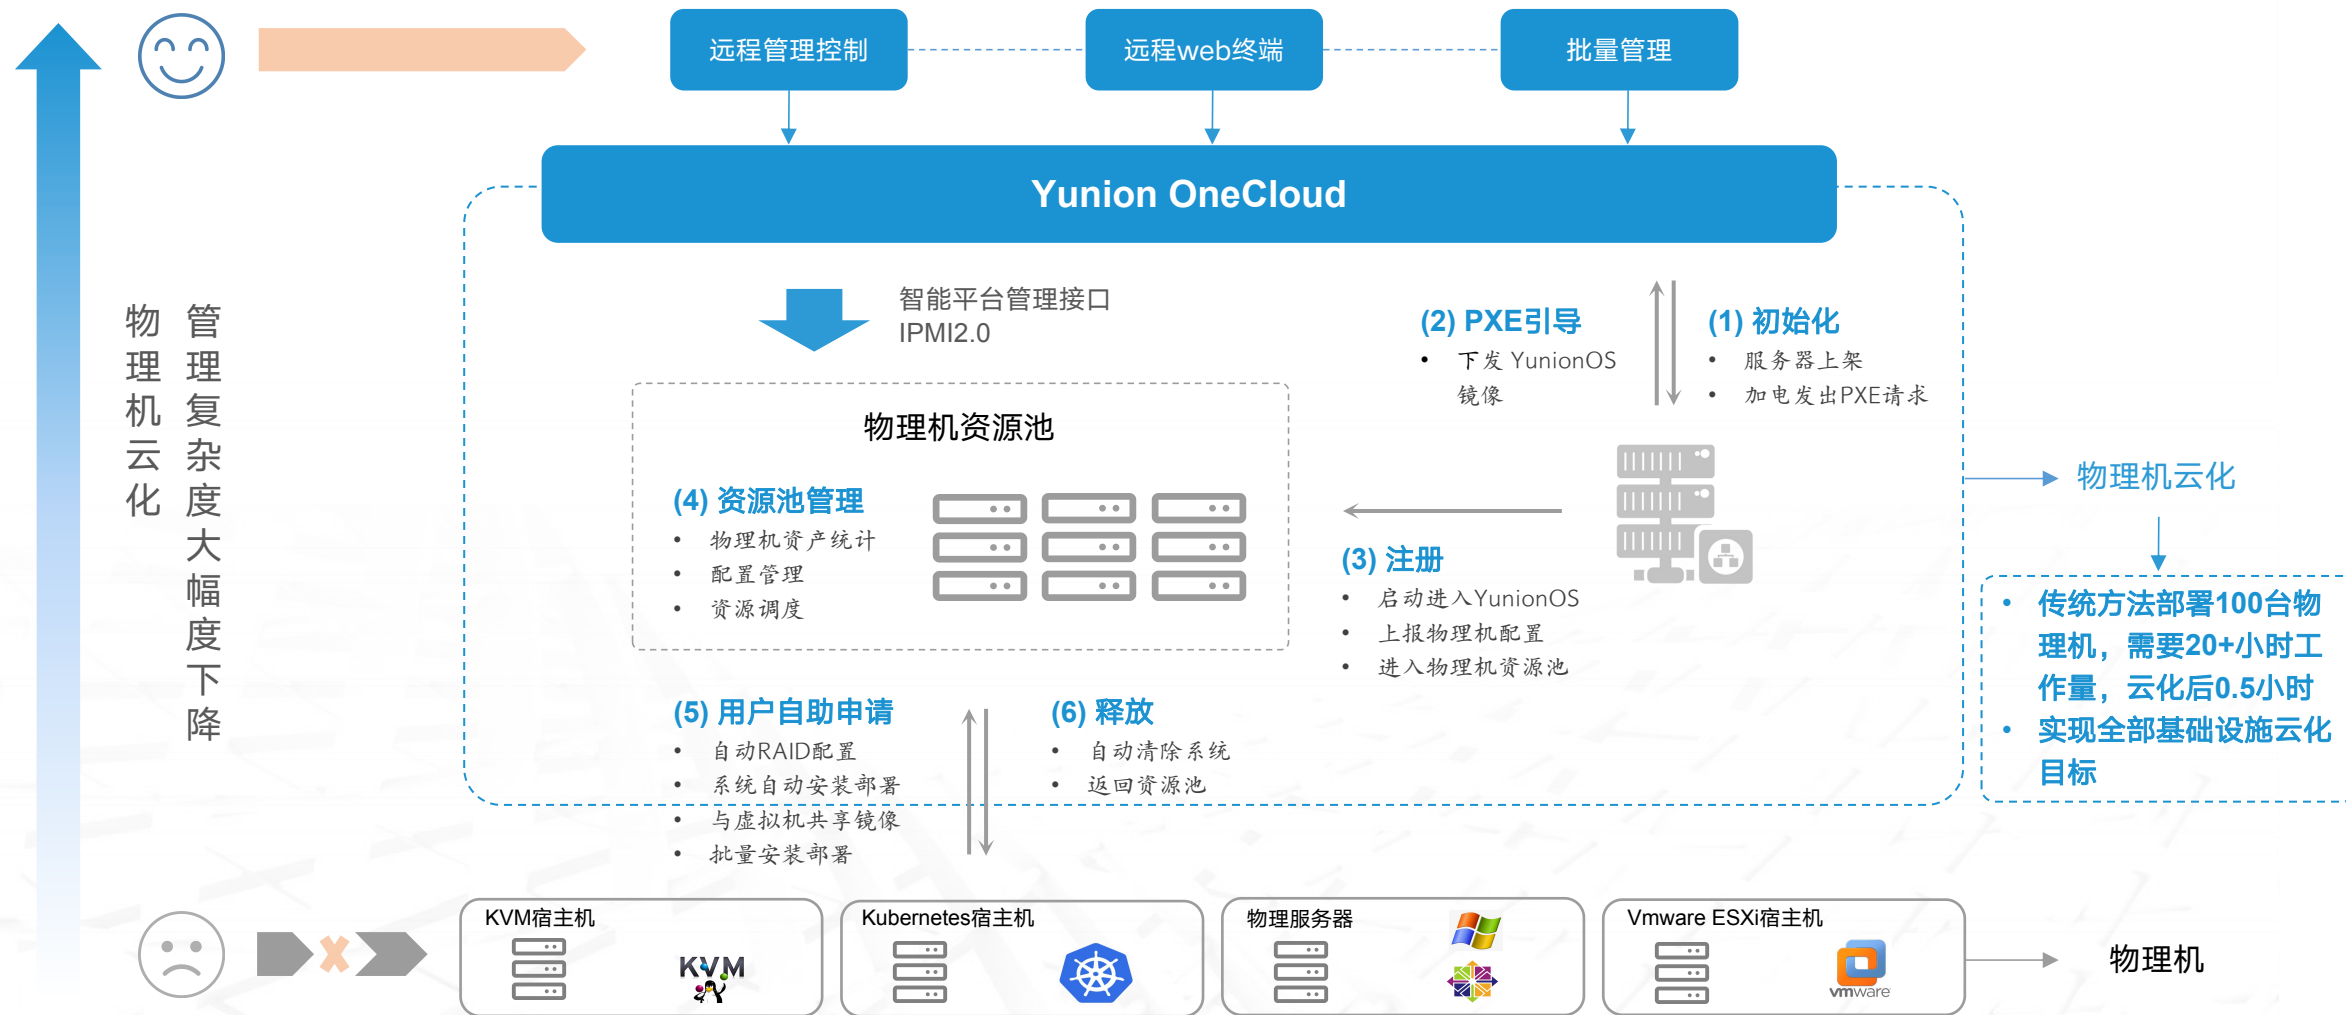 远程管理控制
远程web终端
批量管理
Yunion OneCloud
物理机云化
管理复杂度大幅度下降
智能平台管理接口
IPMI2.0
(2) PXE引导
• 下发 YunionOS
镜像
(1) 初始化
• 服务器上架
• 加电发出PXE请求
物理机资源池
(4) 资源池管理
• 物理机资产统计
• 配置管理
• 资源调度
(3) 注册
• 启动进入YunionOS
• 上报物理机配置
• 进入物理机资源池
(5) 用户自助申请
• 自动RAID配置
• 系统自动安装部署
• 与虚拟机共享镜像
• 批量安装部署
(6) 释放
• 自动清除系统
• 返回资源池
物理机云化
• 传统方法部署100台物
理机，需要20+小时工
作量，云化后0.5小时
• 实现全部基础设施云化
目标
KVM宿主机
KVM
Kubernetes宿主机
物理服务器
Vmware ESXi宿主机
vmware
物理机